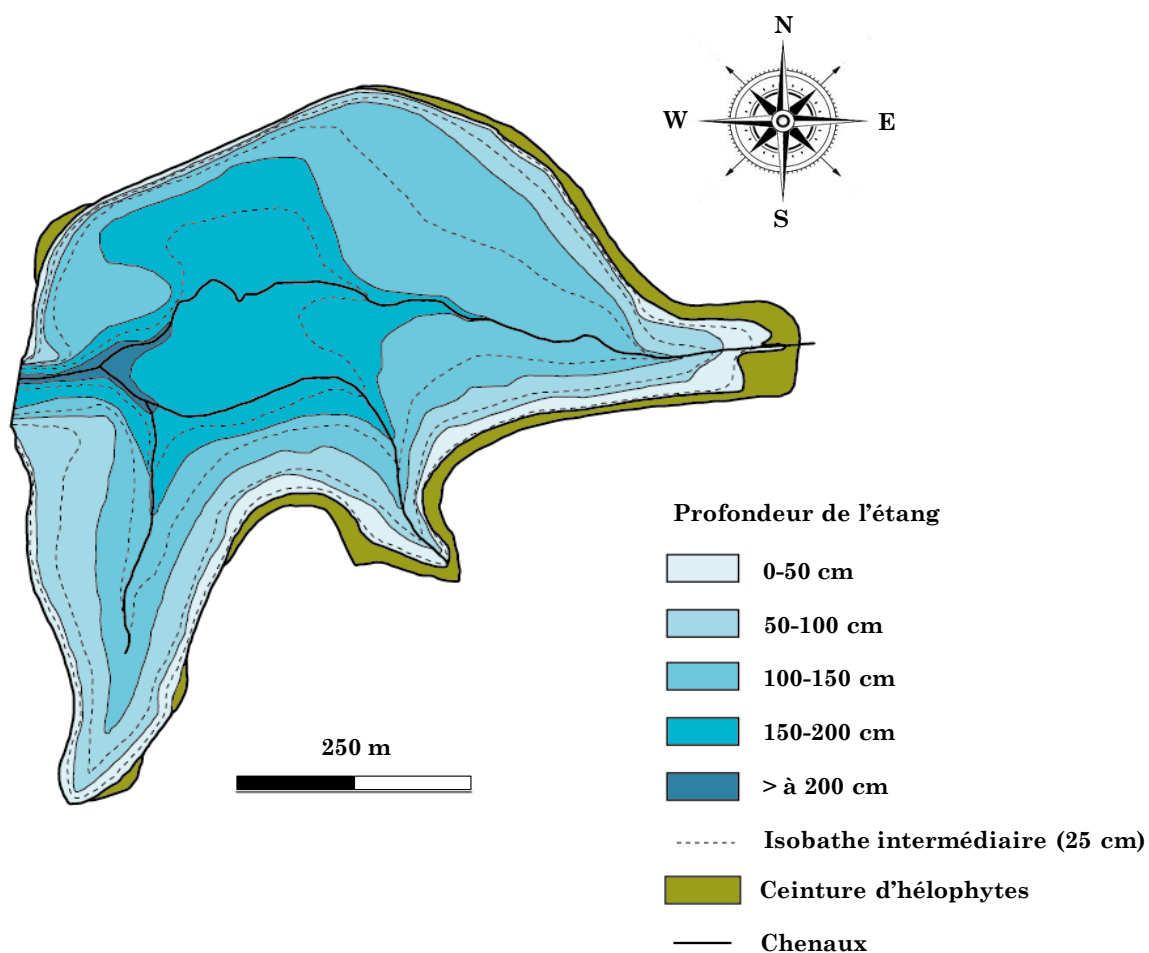 N
W
E
S
Profondeur de l'étang
0-50 cm
50-100 cm
100-150 cm
250 m
150-200 cm
> à 200 cm
Isobathe intermédiaire (25 cm)
Ceinture d'hélophytes
Chenaux